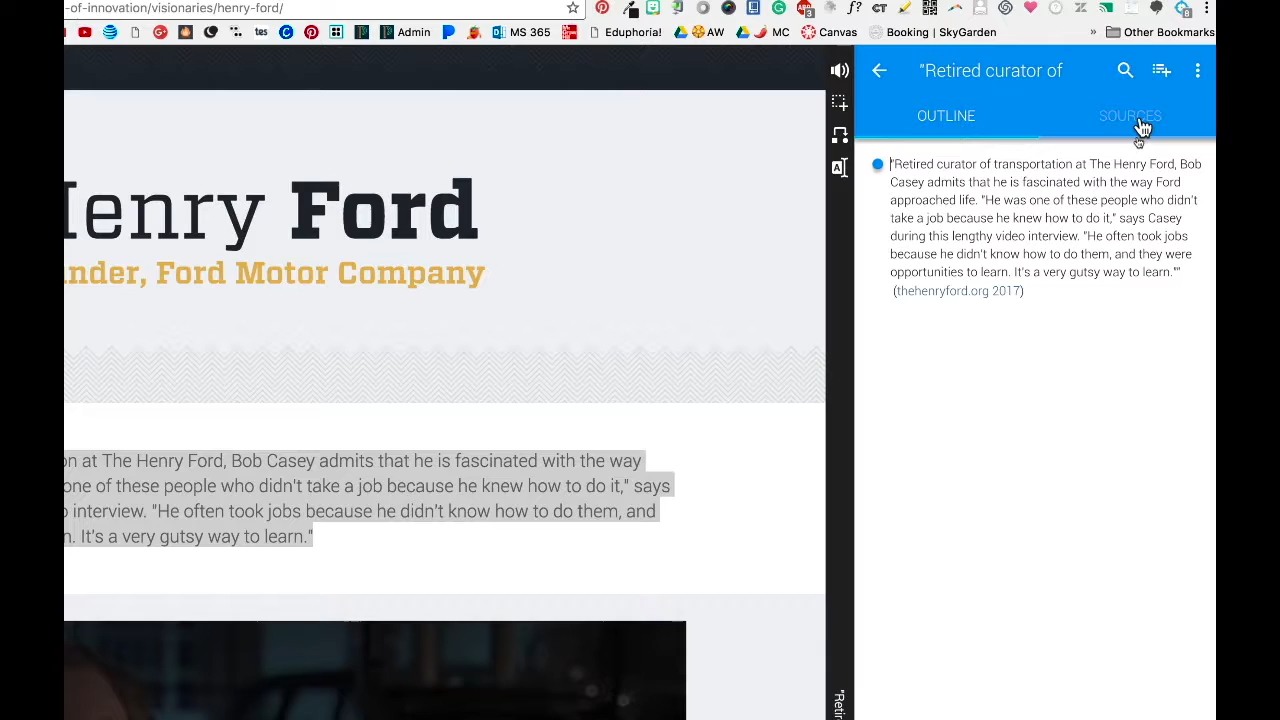 -of-innovation/visionaries/henry-ford/
tes
Admin
MS 365
Eduphoria!
AW
MC
Canvas
Booking | SkyGarden
»
Other Bookmarks
"Retired curator of
OUTLINE
SOURCES
"Retired curator of transportation at The Henry Ford, Bob
Casey admits that he is fascinated with the way Ford
approached life. "He was one of these people who didn't
take a job because he knew how to do it," says Casey
during this lengthy video interview. "He often took jobs
because he didn't know how to do them, and they were
opportunities to learn. It's a very gutsy way to learn.""
(thehenryford.org 2017)
Henry Ford
nder, Ford Motor Company
on at The Henry Ford, Bob Casey admits that he is fascinated with the way
one of these people who didn't take a job because he knew how to do it," says
o interview. "He often took jobs because he didn't know how to do them, and
n. It's a very gutsy way to learn."
"Retir